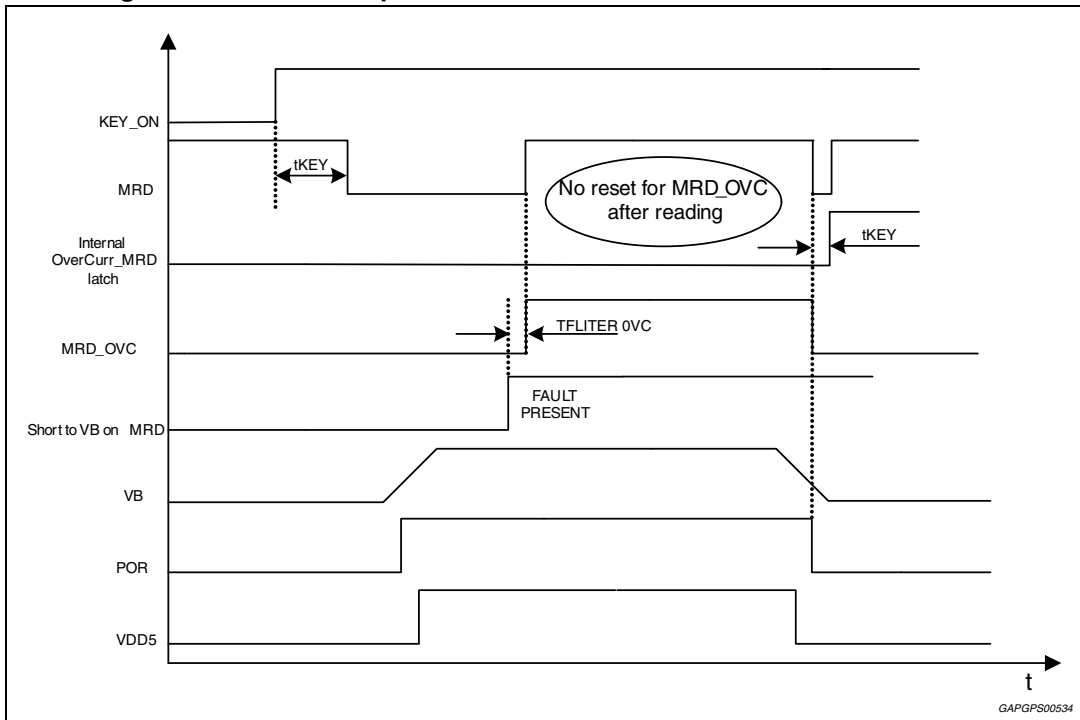 KEY_ON
tKEY
MRD
No reset for MRD_OVC
after reading
Internal
OverCurr_MRD
latch
tKEY
TFLITER 0VC
MRD_OVC
FAULT
PRESENT
Short to VB on MRD
VB
POR
VDD5
t
GAPGPS00534